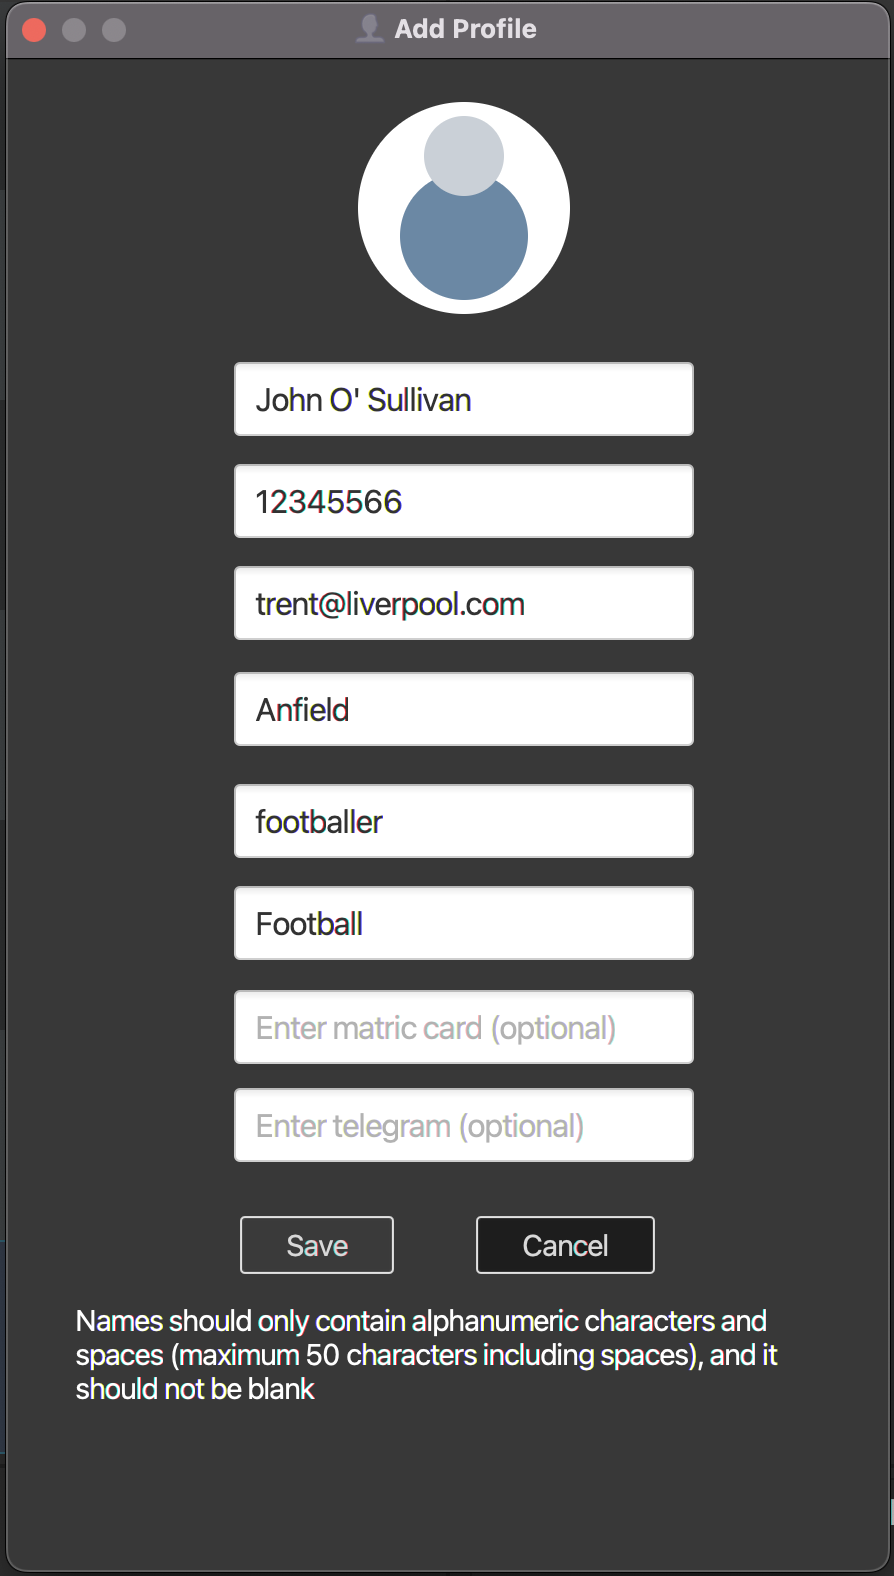 Add Profile
John O' Sullivan
12345566
trent@liverpool.com
Anfield
footballer
Football
Enter matric card (optional)
Enter telegram (optional)
Save
Cancel
Names should only contain alphanumeric characters and
spaces (maximum 50 characters including spaces), and it
should not be blank